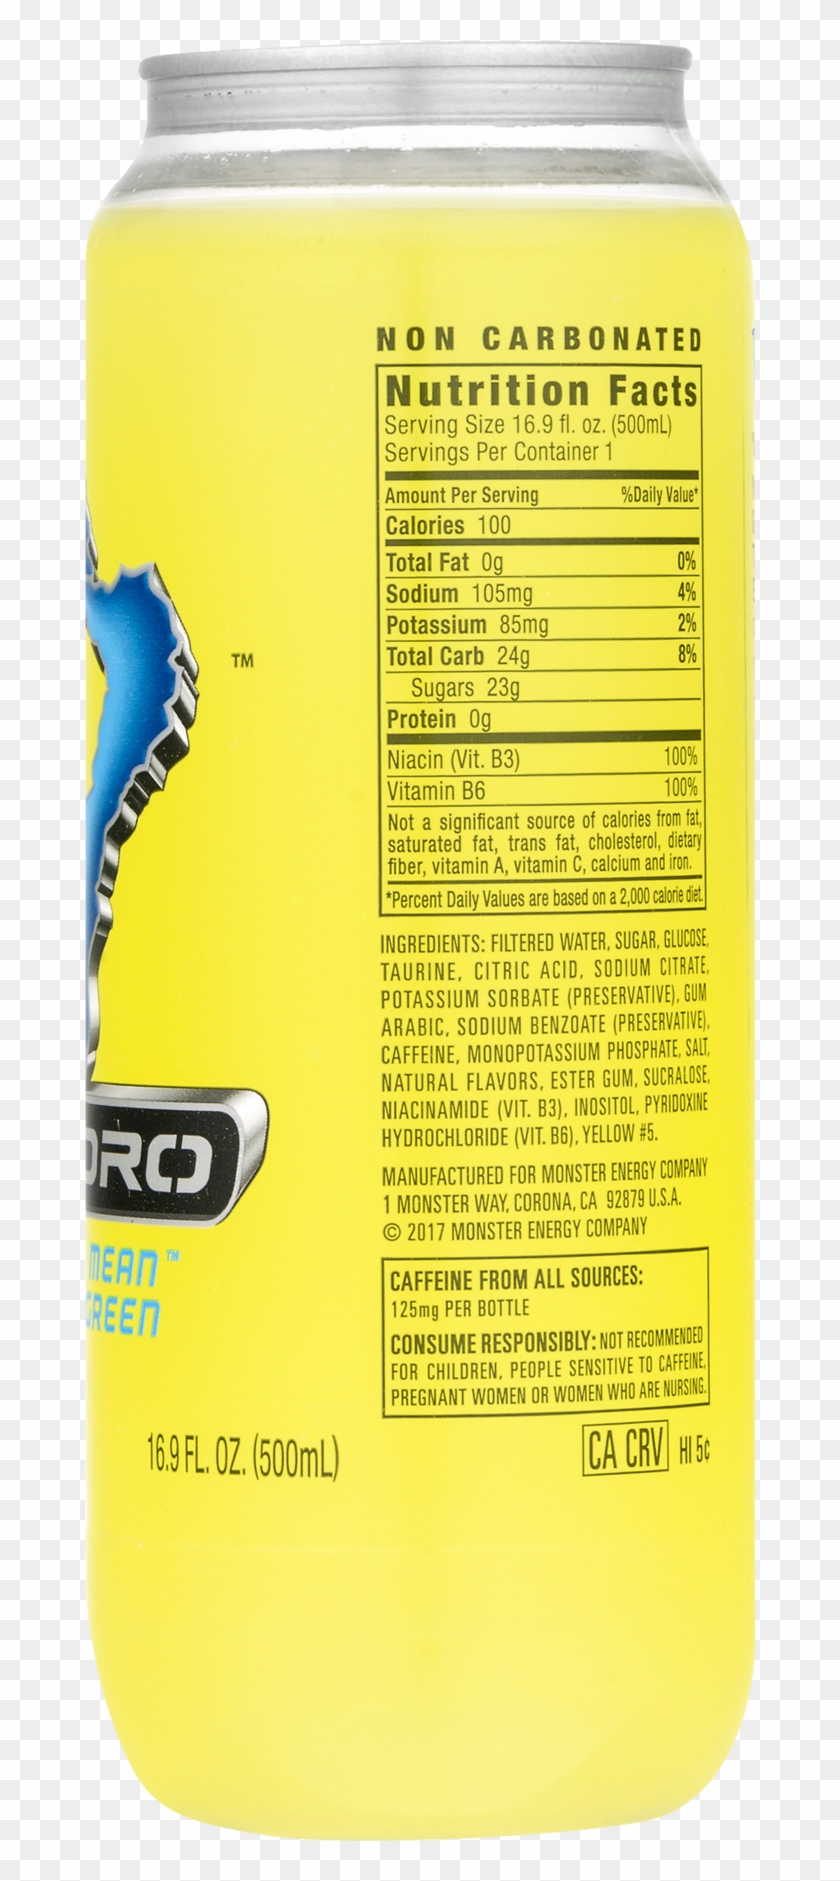 NON CARBONATED
Nutrition Facts
Serving Size 16.9 fl. oz. (500mL)
Servings Per Container 1
Amount Per Serving %Daily Value*
Calories 100
Total Fat 0g 0%
Sodium 105mg 4%
Potassium 85mg 2%
Total Carb 24g 8%
Sugars 23g
Protein 0g
Niacin (Vit. B3) 100%
Vitamin B6 100%
Not a significant source of calories from fat,
saturated fat, trans fat, cholesterol, dietary
fiber, vitamin A, vitamin C, calcium and iron.
*Percent Daily Values are based on a 2,000 calorie diet.
INGREDIENTS: FILTERED WATER, SUGAR, GLUCOSE,
TAURINE, CITRIC ACID, SODIUM CITRATE,
POTASSIUM SORBATE (PRESERVATIVE), GUM
ARABIC, SODIUM BENZOATE (PRESERVATIVE),
CAFFEINE, MONOPOTASSIUM PHOSPHATE, SALT,
NATURAL FLAVORS, ESTER GUM, SUCRALOSE,
NIACINAMIDE (VIT. B3), INOSITOL, PYRIDOXINE
HYDROCHLORIDE (VIT. B6), YELLOW #5.
MANUFACTURED FOR MONSTER ENERGY COMPANY
1 MONSTER WAY, CORONA, CA 92879 U.S.A.
© 2017 MONSTER ENERGY COMPANY
CAFFEINE FROM ALL SOURCES:
125mg PER BOTTLE
CONSUME RESPONSIBLY: NOT RECOMMENDED
FOR CHILDREN, PEOPLE SENSITIVE TO CAFFEINE,
PREGNANT WOMEN OR WOMEN WHO ARE NURSING.
CA CRV HI 5¢
TM
DRO
MEAN™
GREEN
16.9 FL. OZ. (500mL)